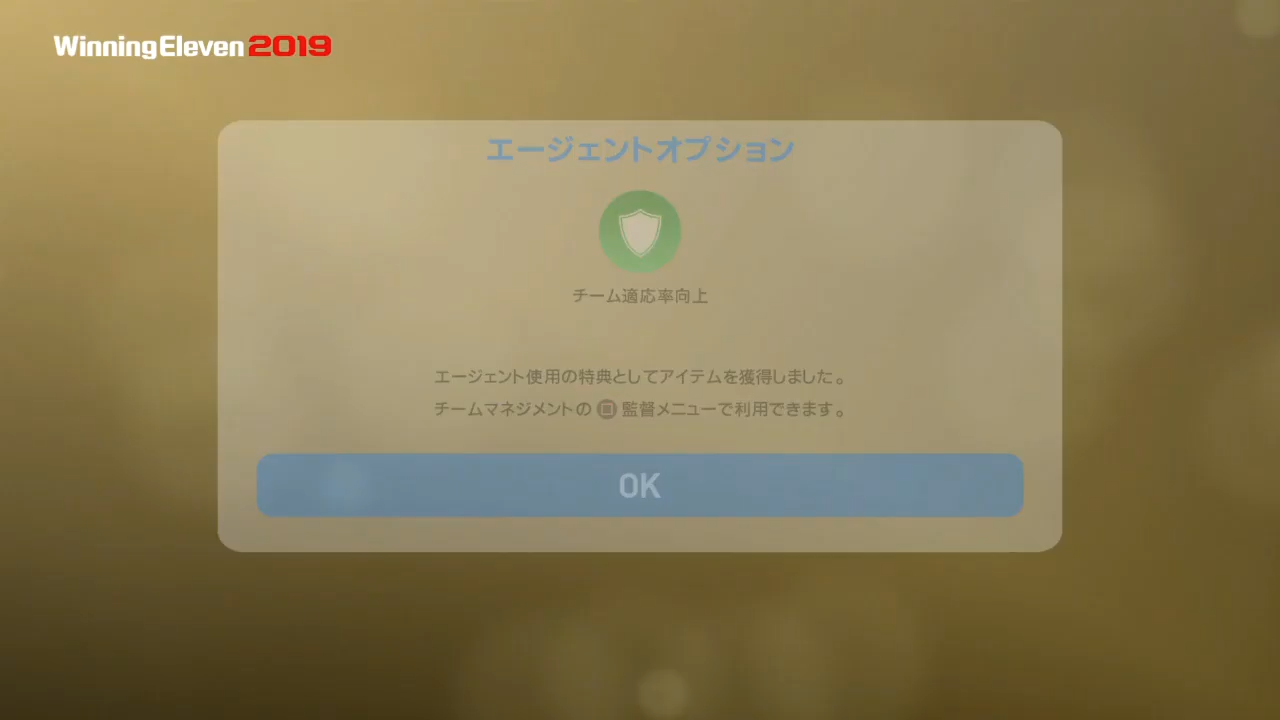 WinningEleven 2019
エージェントオプション
チーム適応率向上
エージェント使用の特典としてアイテムを獲得しました。
チームマネジメントの 監督メニューで利用できます。
OK